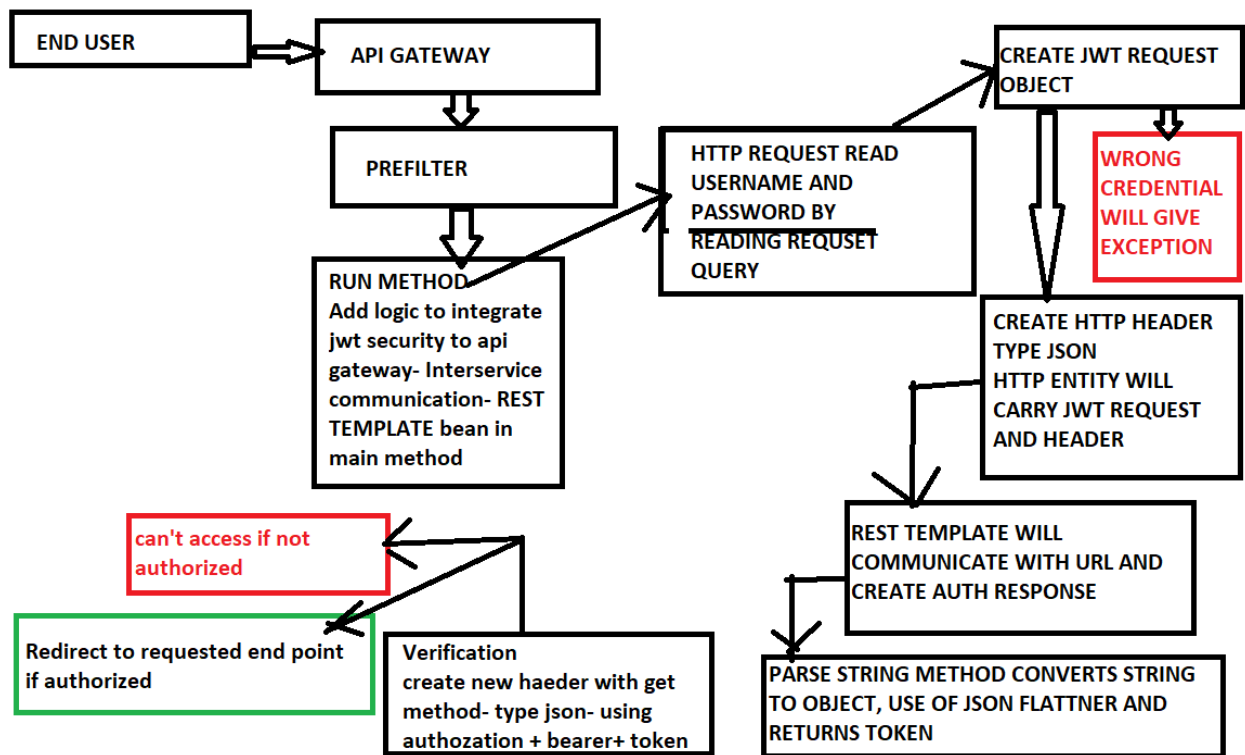 END USER
API GATEWAY
PREFILTER
RUN METHOD
Add logic to integrate
jwt security to api
gateway- Interservice
communication- REST
TEMPLATE bean in
main method
HTTP REQUEST READ
USERNAME AND
PASSWORD BY
READING REQUSET
QUERY
CREATE JWT REQUEST
OBJECT
WRONG
CREDENTIAL
WILL GIVE
EXCEPTION
CREATE HTTP HEADER
TYPE JSON
HTTP ENTITY WILL
CARRY JWT REQUEST
AND HEADER
REST TEMPLATE WILL
COMMUNICATE WITH URL AND
CREATE AUTH RESPONSE
PARSE STRING METHOD CONVERTS STRING
TO OBJECT, USE OF JSON FLATTNER AND
RETURNS TOKEN
Verification
create new haeder with get
method- type json- using
authozation + bearer+ token
can't access if not
authorized
Redirect to requested end point
if authorized